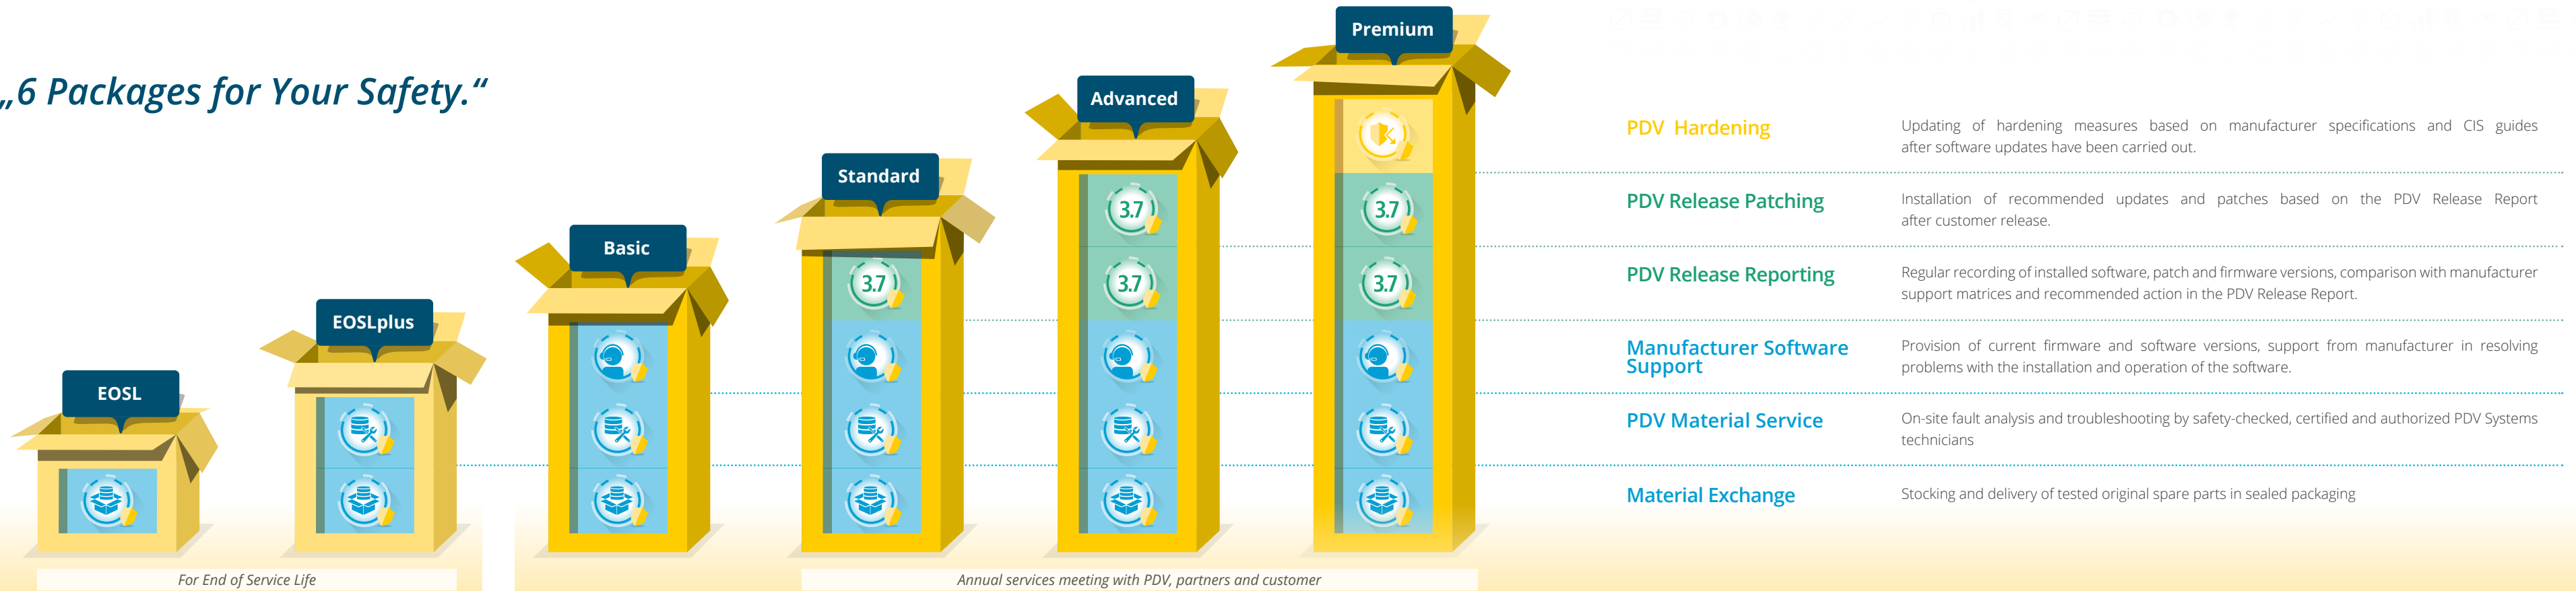 „6 Packages for Your Safety.“
EOSL
EOSLplus
Basic
Standard
Advanced
Premium
3.7
3.7
3.7
3.7
3.7
PDV Hardening
Updating of hardening measures based on manufacturer specifications and CIS guides
after software updates have been carried out.
PDV Release Patching
Installation of recommended updates and patches based on the PDV Release Report
after customer release.
PDV Release Reporting
Regular recording of installed software, patch and firmware versions, comparison with manufacturer
support matrices and recommended action in the PDV Release Report.
Manufacturer Software
Support
Provision of current firmware and software versions, support from manufacturer in resolving
problems with the installation and operation of the software.
PDV Material Service
On-site fault analysis and troubleshooting by safety-checked, certified and authorized PDV Systems
technicians
Material Exchange
Stocking and delivery of tested original spare parts in sealed packaging
For End of Service Life
Annual services meeting with PDV, partners and customer